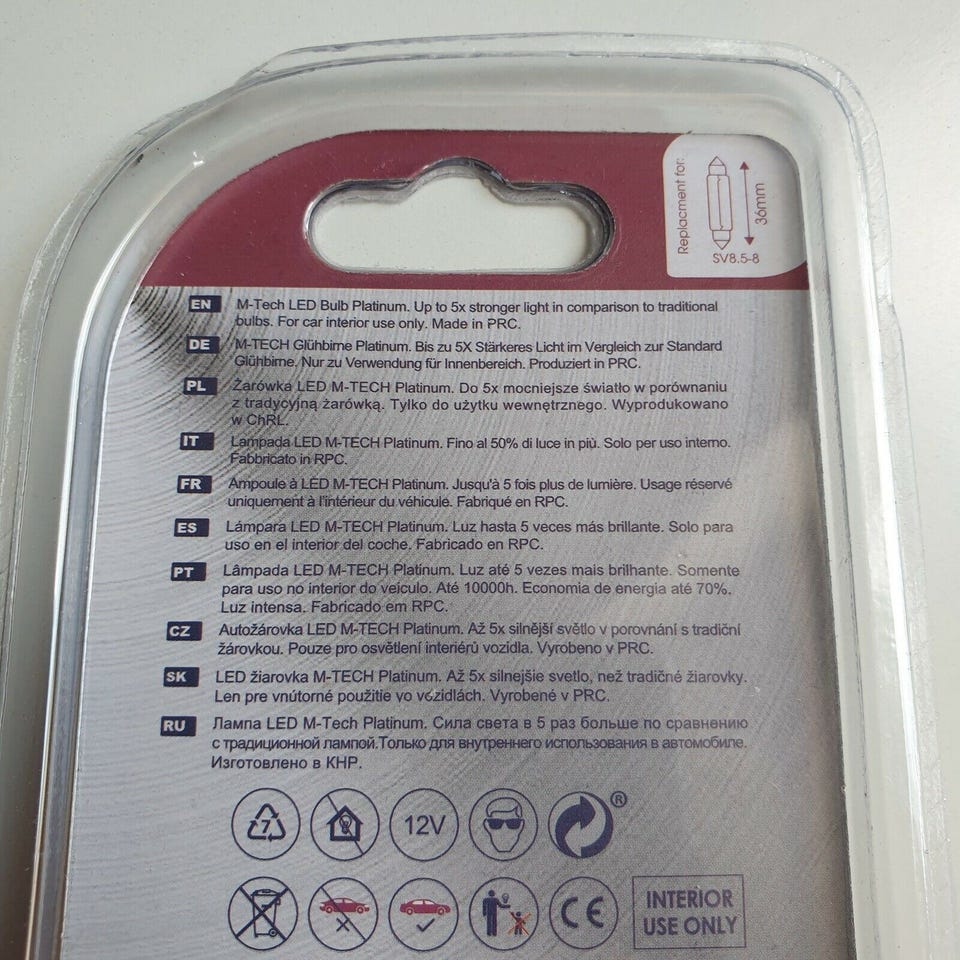 Replacment for:
36mm
SV8.5-8
EN M-Tech LED Bulb Platinum. Up to 5x stronger light in comparison to traditional
bulbs. For car interior use only. Made in PRC.
DE M-TECH Glühbirne Platinum. Bis zu 5X Stärkeres Licht im Vergleich zur Standard
Glühbirne. Nur zu Verwendung für Innenbereich. Produziert in PRC.
PL Żarówka LED M-TECH Platinum. Do 5x mocniejsze światło w porównaniu
z tradycyjną żarówką. Tylko do użytku wewnętrznego. Wyprodukowano
w ChRL.
IT Lampada LED M-TECH Platinum. Fino al 50% di luce in più. Solo per uso interno.
Fabbricato in RPC.
FR Ampoule à LED M-TECH Platinum. Jusqu'à 5 fois plus de lumière. Usage réservé
uniquement à l'intérieur du véhicule. Fabriqué en RPC.
ES Lámpara LED M-TECH Platinum. Luz hasta 5 veces más brillante. Solo para
uso en el interior del coche. Fabricado en RPC.
PT Lâmpada LED M-TECH Platinum. Luz até 5 vezes mais brilhante. Somente
para uso no interior do veiculo. Até 10000h. Economia de energia até 70%.
Luz intensa. Fabricado em RPC.
CZ Autožárovka LED M-TECH Platinum. Až 5x silnější světlo v porovnání s tradiční
žárovkou. Pouze pro osvětlení interiérů vozidla. Vyrobeno v PRC.
SK LED žiarovka M-TECH Platinum. Až 5x silnejšie svetlo, než tradičné žiarovky.
Len pre vnútorné použitie vo vozidlách. Vyrobené v PRC.
RU Лампа LED M-Tech Platinum. Сила света в 5 раз больше по сравнению
с традиционной лампой.Только для внутреннего использования в автомобиле.
Изготовлено в КНР.
7
12V
®
CE
INTERIOR
USE ONLY